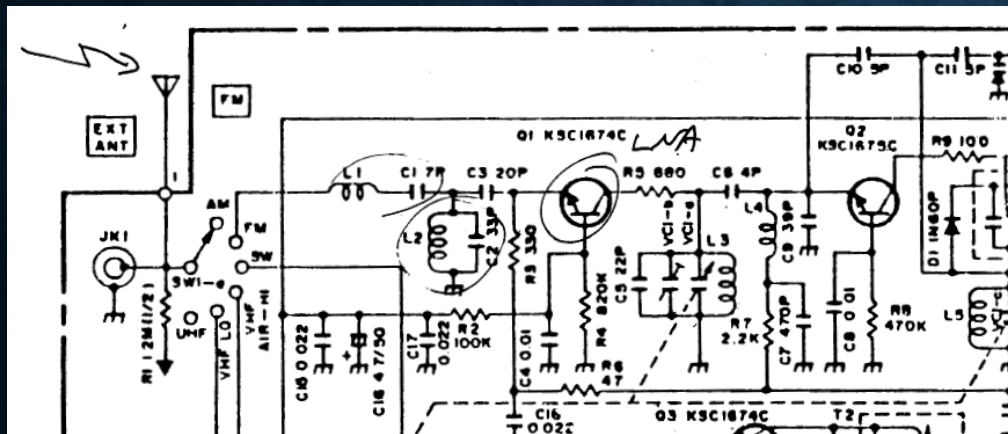 C10 5P
C11 5P
FM
EXT
ANT
Q1 KSC1674C
LNA
Q2
KSC1675C
R9 100
1
L1
C1 7P
C3 20P
R5 680
C6 4P
AM
FM
JK1
L2
C2 33P
R3 330
VC1-b
VC1-a
L3
L4
C9 39P
D1 1N60P
SW
SW1-a
C5 22P
R1 2M(1/2)
UHF
VHF LO
VHF
AIR-HI
C15 0.022
C16 47/50
C17
0.022
R2
100K
C4 0.01
R4 820K
R7
2.2K
C7 470P
C8 0.01
R8
470K
L5
VC1-c
R6
47
C16
0.022
Q3 KSC1674C
T2